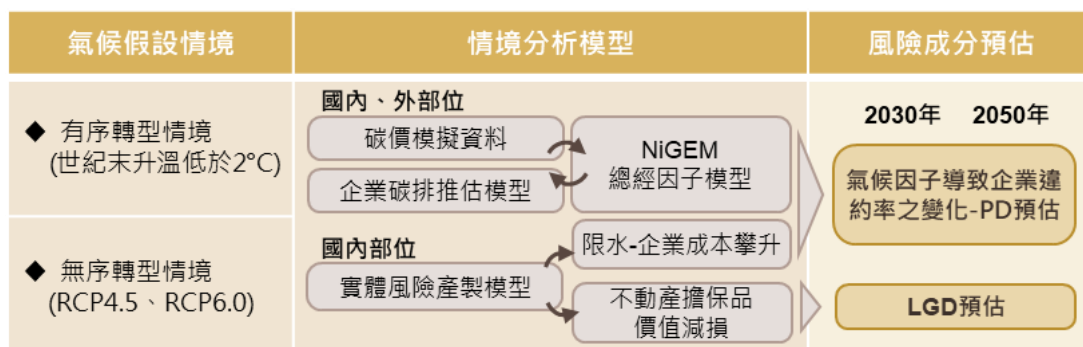 氣候假設情境
情境分析模型
風險成分預估
◆ 有序轉型情境
(世紀末升溫低於2°C)
◆ 無序轉型情境
(RCP4.5、RCP6.0)
國內、外部位
碳價模擬資料
企業碳排推估模型
NiGEM
總經因子模型
國內部位
實體風險產製模型
限水-企業成本攀升
不動產擔保品
價值減損
2030年 2050年
氣候因子導致企業違
約率之變化-PD預估
LGD預估